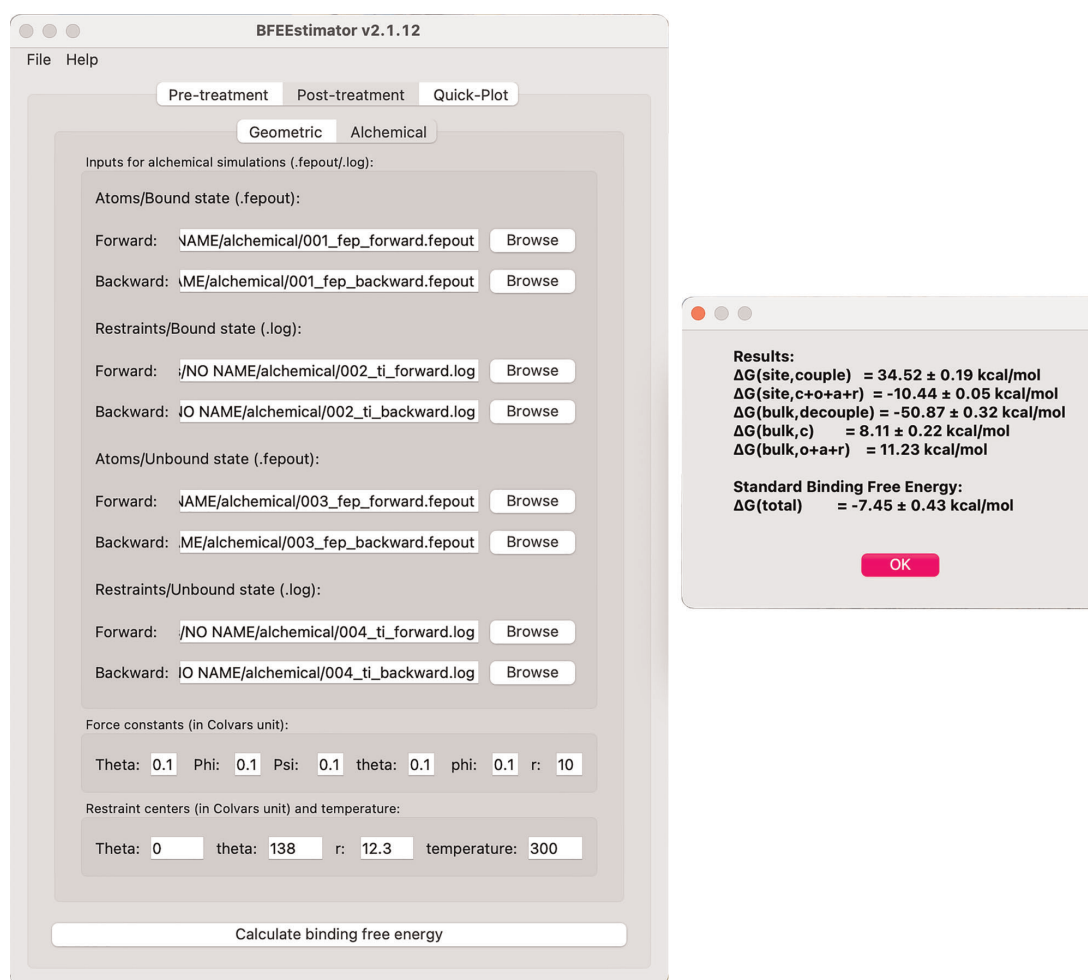 BFEEstimator v2.1.12
File Help
Pre-treatment Post-treatment Quick-Plot
Geometric Alchemical
Inputs for alchemical simulations (.fepout/.log):
Atoms/Bound state (.fepout):
Forward: NAME/alchemical/001_fep_forward.fepout Browse
Backward: ME/alchemical/001_fep_backward.fepout Browse
Restraints/Bound state (.log):
Forward: /NO NAME/alchemical/002_ti_forward.log Browse
Backward: NO NAME/alchemical/002_ti_backward.log Browse
Atoms/Unbound state (.fepout):
Forward: NAME/alchemical/003_fep_forward.fepout Browse
Backward: ME/alchemical/003_fep_backward.fepout Browse
Restraints/Unbound state (.log):
Forward: /NO NAME/alchemical/004_ti_forward.log Browse
Backward: NO NAME/alchemical/004_ti_backward.log Browse
Force constants (in Colvars unit):
Theta: 0.1 Phi: 0.1 Psi: 0.1 theta: 0.1 phi: 0.1 r: 10
Restraint centers (in Colvars unit) and temperature:
Theta: 0 theta: 138 r: 12.3 temperature: 300
Calculate binding free energy
Results:
ΔG(site,couple) = 34.52 ± 0.19 kcal/mol
ΔG(site,c+o+a+r) = -10.44 ± 0.05 kcal/mol
ΔG(bulk,decouple) = -50.87 ± 0.32 kcal/mol
ΔG(bulk,c) = 8.11 ± 0.22 kcal/mol
ΔG(bulk,o+a+r) = 11.23 kcal/mol
Standard Binding Free Energy:
ΔG(total) = -7.45 ± 0.43 kcal/mol
OK